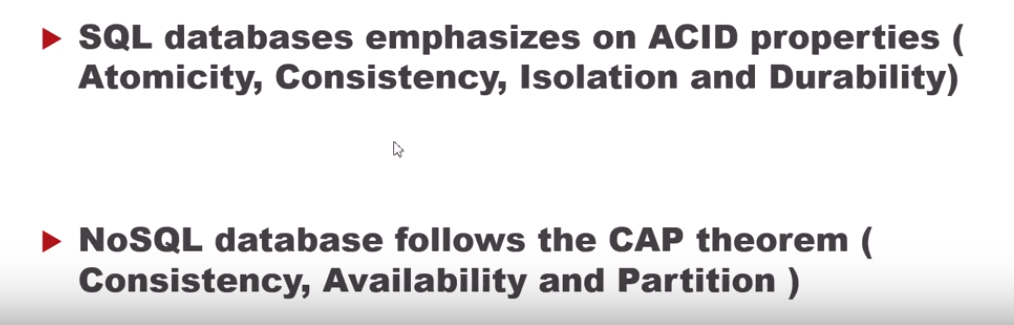 SQL databases emphasizes on ACID properties (
Atomicity, Consistency, Isolation and Durability)
NoSQL database follows the CAP theorem (
Consistency, Availability and Partition )